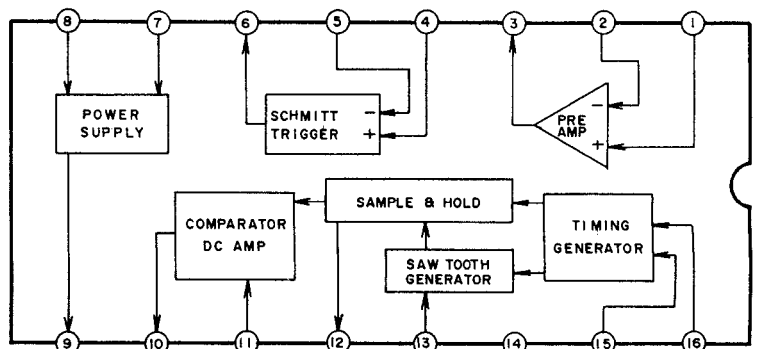 8 7 6 5 4 3 2 1
POWER
SUPPLY
SCHMITT
TRIGGER
-
+
PRE
AMP
-
+
COMPARATOR
DC AMP
SAMPLE & HOLD
SAW TOOTH
GENERATOR
TIMING
GENERATOR
9 10 11 12 13 14 15 16